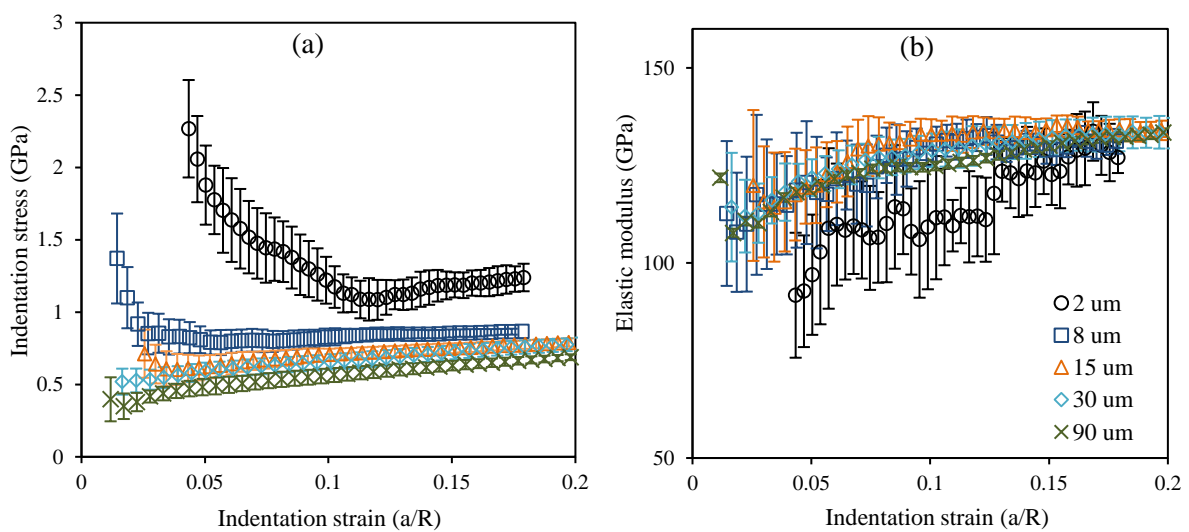 (a)
Indentation stress (GPa)
3
2.5
2
1.5
1
0.5
0
0
0.05
0.1
0.15
0.2
Indentation strain (a/R)
(b)
Elastic modulus (GPa)
150
100
50
0
0.05
0.1
0.15
0.2
Indentation strain (a/R)
2 um
8 um
15 um
30 um
90 um